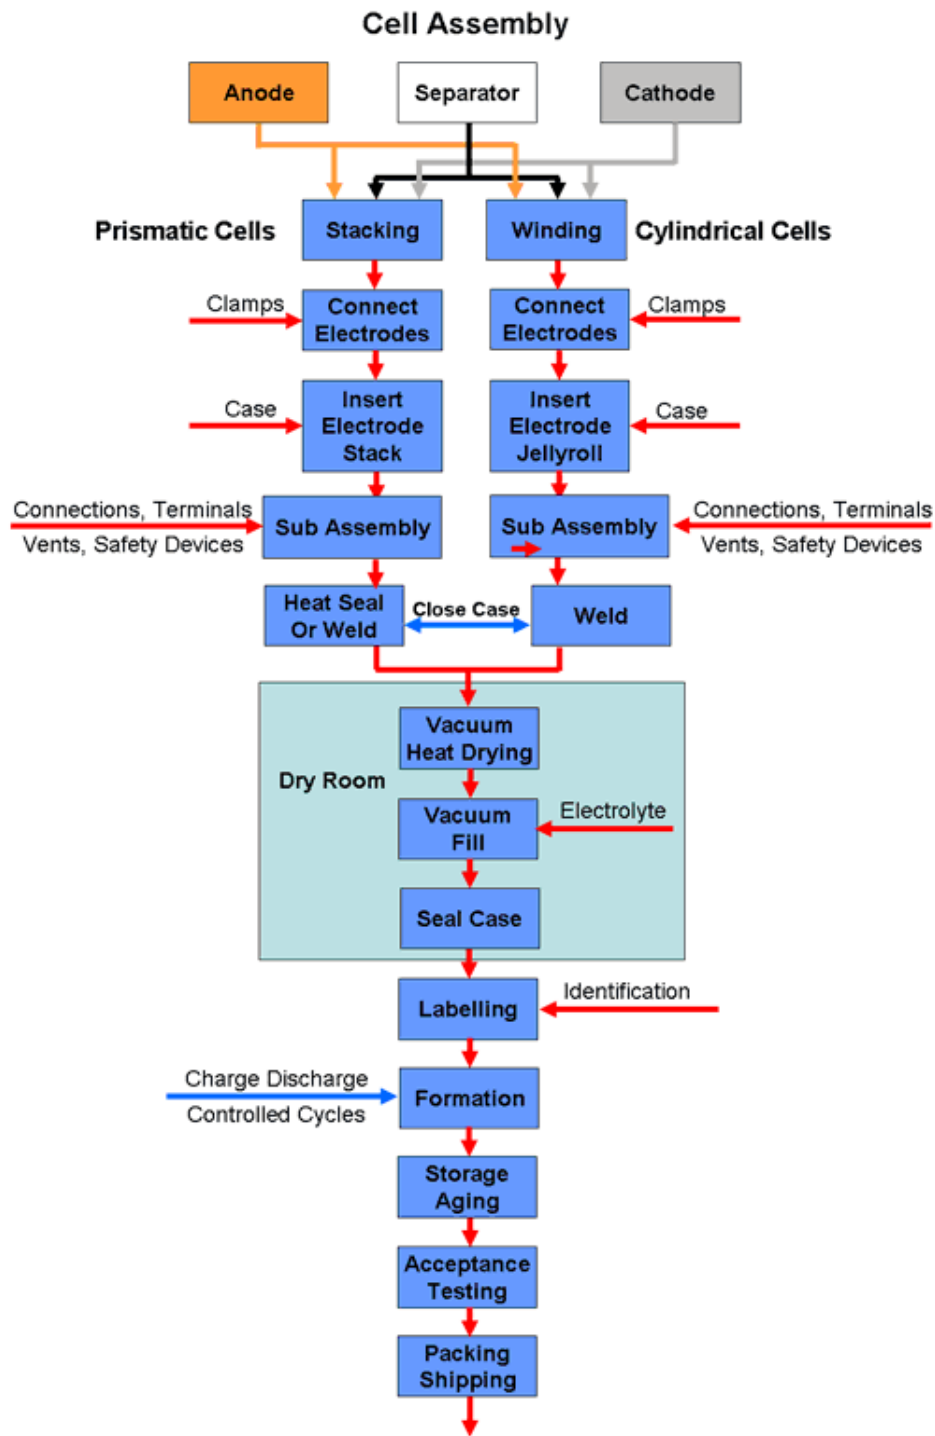 Cell Assembly
Anode
Separator
Cathode
Prismatic Cells
Stacking
Winding
Cylindrical Cells
Clamps
Connect
Electrodes
Connect
Electrodes
Clamps
Case
Insert
Electrode
Stack
Insert
Electrode
Jellyroll
Case
Connections, Terminals
Vents, Safety Devices
Sub Assembly
Sub Assembly
Connections, Terminals
Vents, Safety Devices
Heat Seal
Or Weld
Close Case
Weld
Dry Room
Vacuum
Heat Drying
Vacuum
Fill
Electrolyte
Seal Case
Labelling
Identification
Charge Discharge
Controlled Cycles
Formation
Storage
Aging
Acceptance
Testing
Packing
Shipping